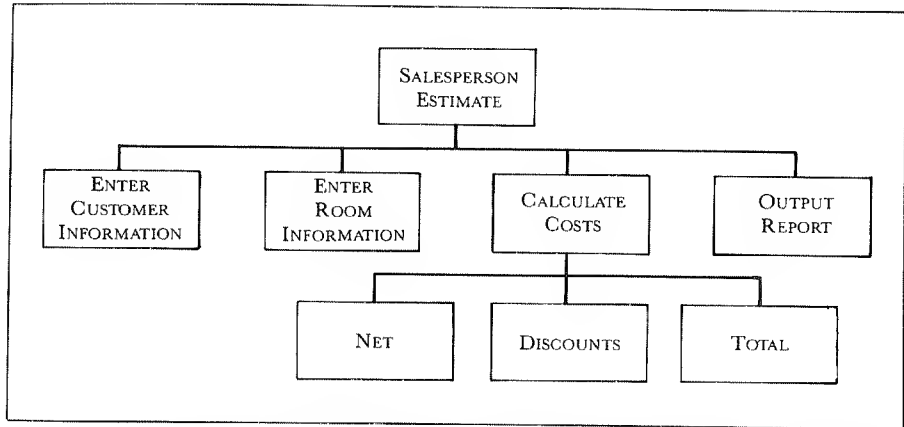 SALESPERSON
ESTIMATE
ENTER
CUSTOMER
INFORMATION
ENTER
ROOM
INFORMATION
CALCULATE
COSTS
OUTPUT
REPORT
NET
DISCOUNTS
TOTAL